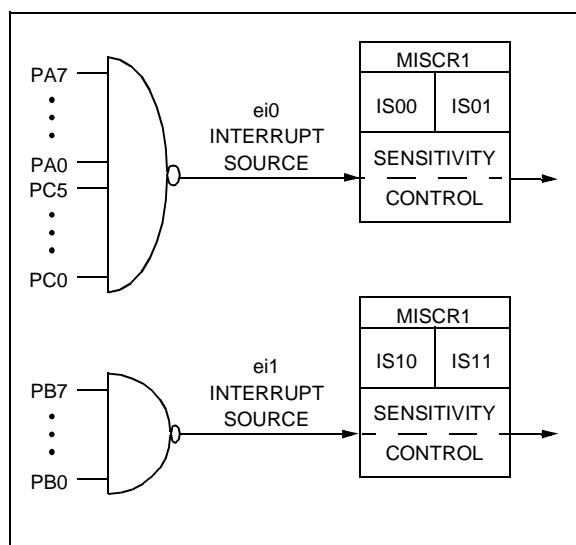 PA7
PA0
PC5
PC0
ei0
INTERRUPT
SOURCE
MISCR1
IS00 IS01
SENSITIVITY
CONTROL
PB7
PB0
ei1
INTERRUPT
SOURCE
MISCR1
IS10 IS11
SENSITIVITY
CONTROL